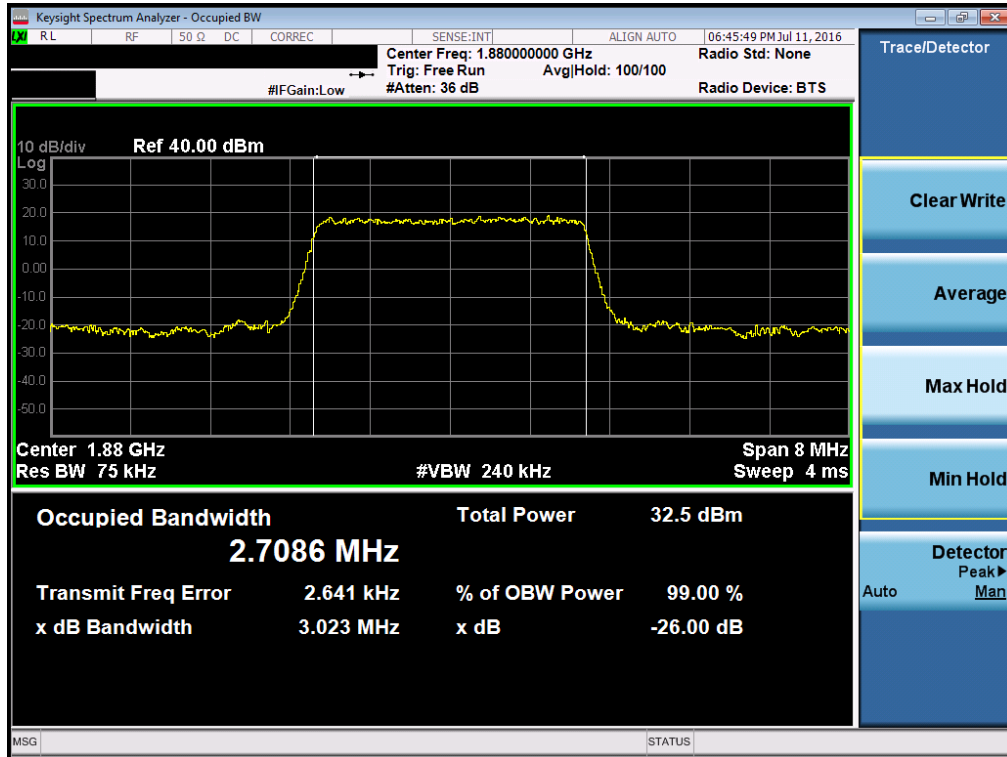 Keysight Spectrum Analyzer - Occupied BW
LXI RL RF 50 Ω DC CORREC SENSE:INT ALIGN AUTO 06:45:49 PM Jul 11, 2016
Center Freq: 1.880000000 GHz Radio Std: None
Trig: Free Run Avg|Hold: 100/100
#IFGain:Low #Atten: 36 dB Radio Device: BTS
Trace/Detector
10 dB/div Ref 40.00 dBm
Log
30.0
20.0
10.0
0.00
-10.0
-20.0
-30.0
-40.0
-50.0
Center 1.88 GHz Span 8 MHz
Res BW 75 kHz #VBW 240 kHz Sweep 4 ms
Occupied Bandwidth Total Power 32.5 dBm
2.7086 MHz
Transmit Freq Error 2.641 kHz % of OBW Power 99.00 %
x dB Bandwidth 3.023 MHz x dB -26.00 dB
Clear Write
Average
Max Hold
Min Hold
Detector
Peak▶
Auto Man
MSG STATUS